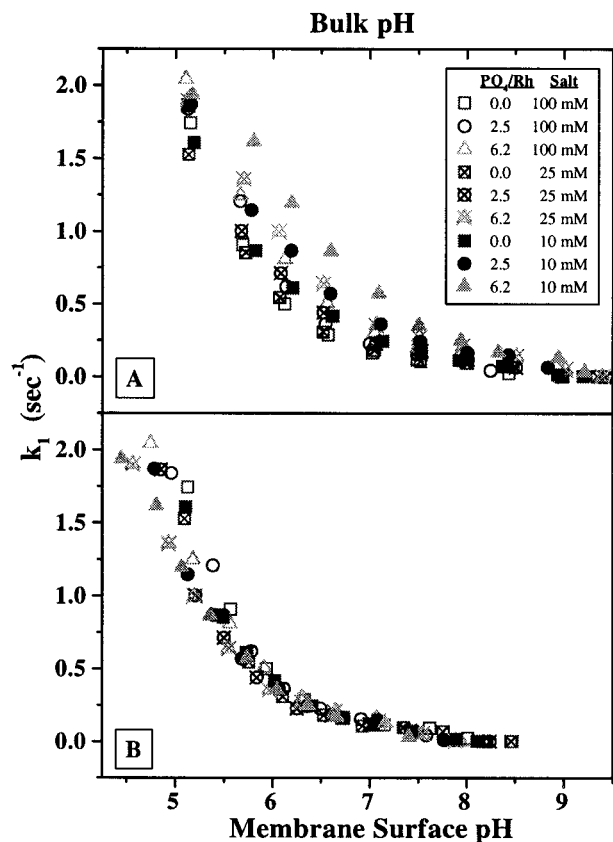 Bulk pH
PO4/Rh Salt
0.0 100 mM
2.5 100 mM
6.2 100 mM
0.0 25 mM
2.5 25 mM
6.2 25 mM
0.0 10 mM
2.5 10 mM
6.2 10 mM
2.0
1.5
1.0
0.5
0.0
A
k1 (sec-1)
2.0
1.5
1.0
0.5
0.0
B
5 6 7 8 9
Membrane Surface pH